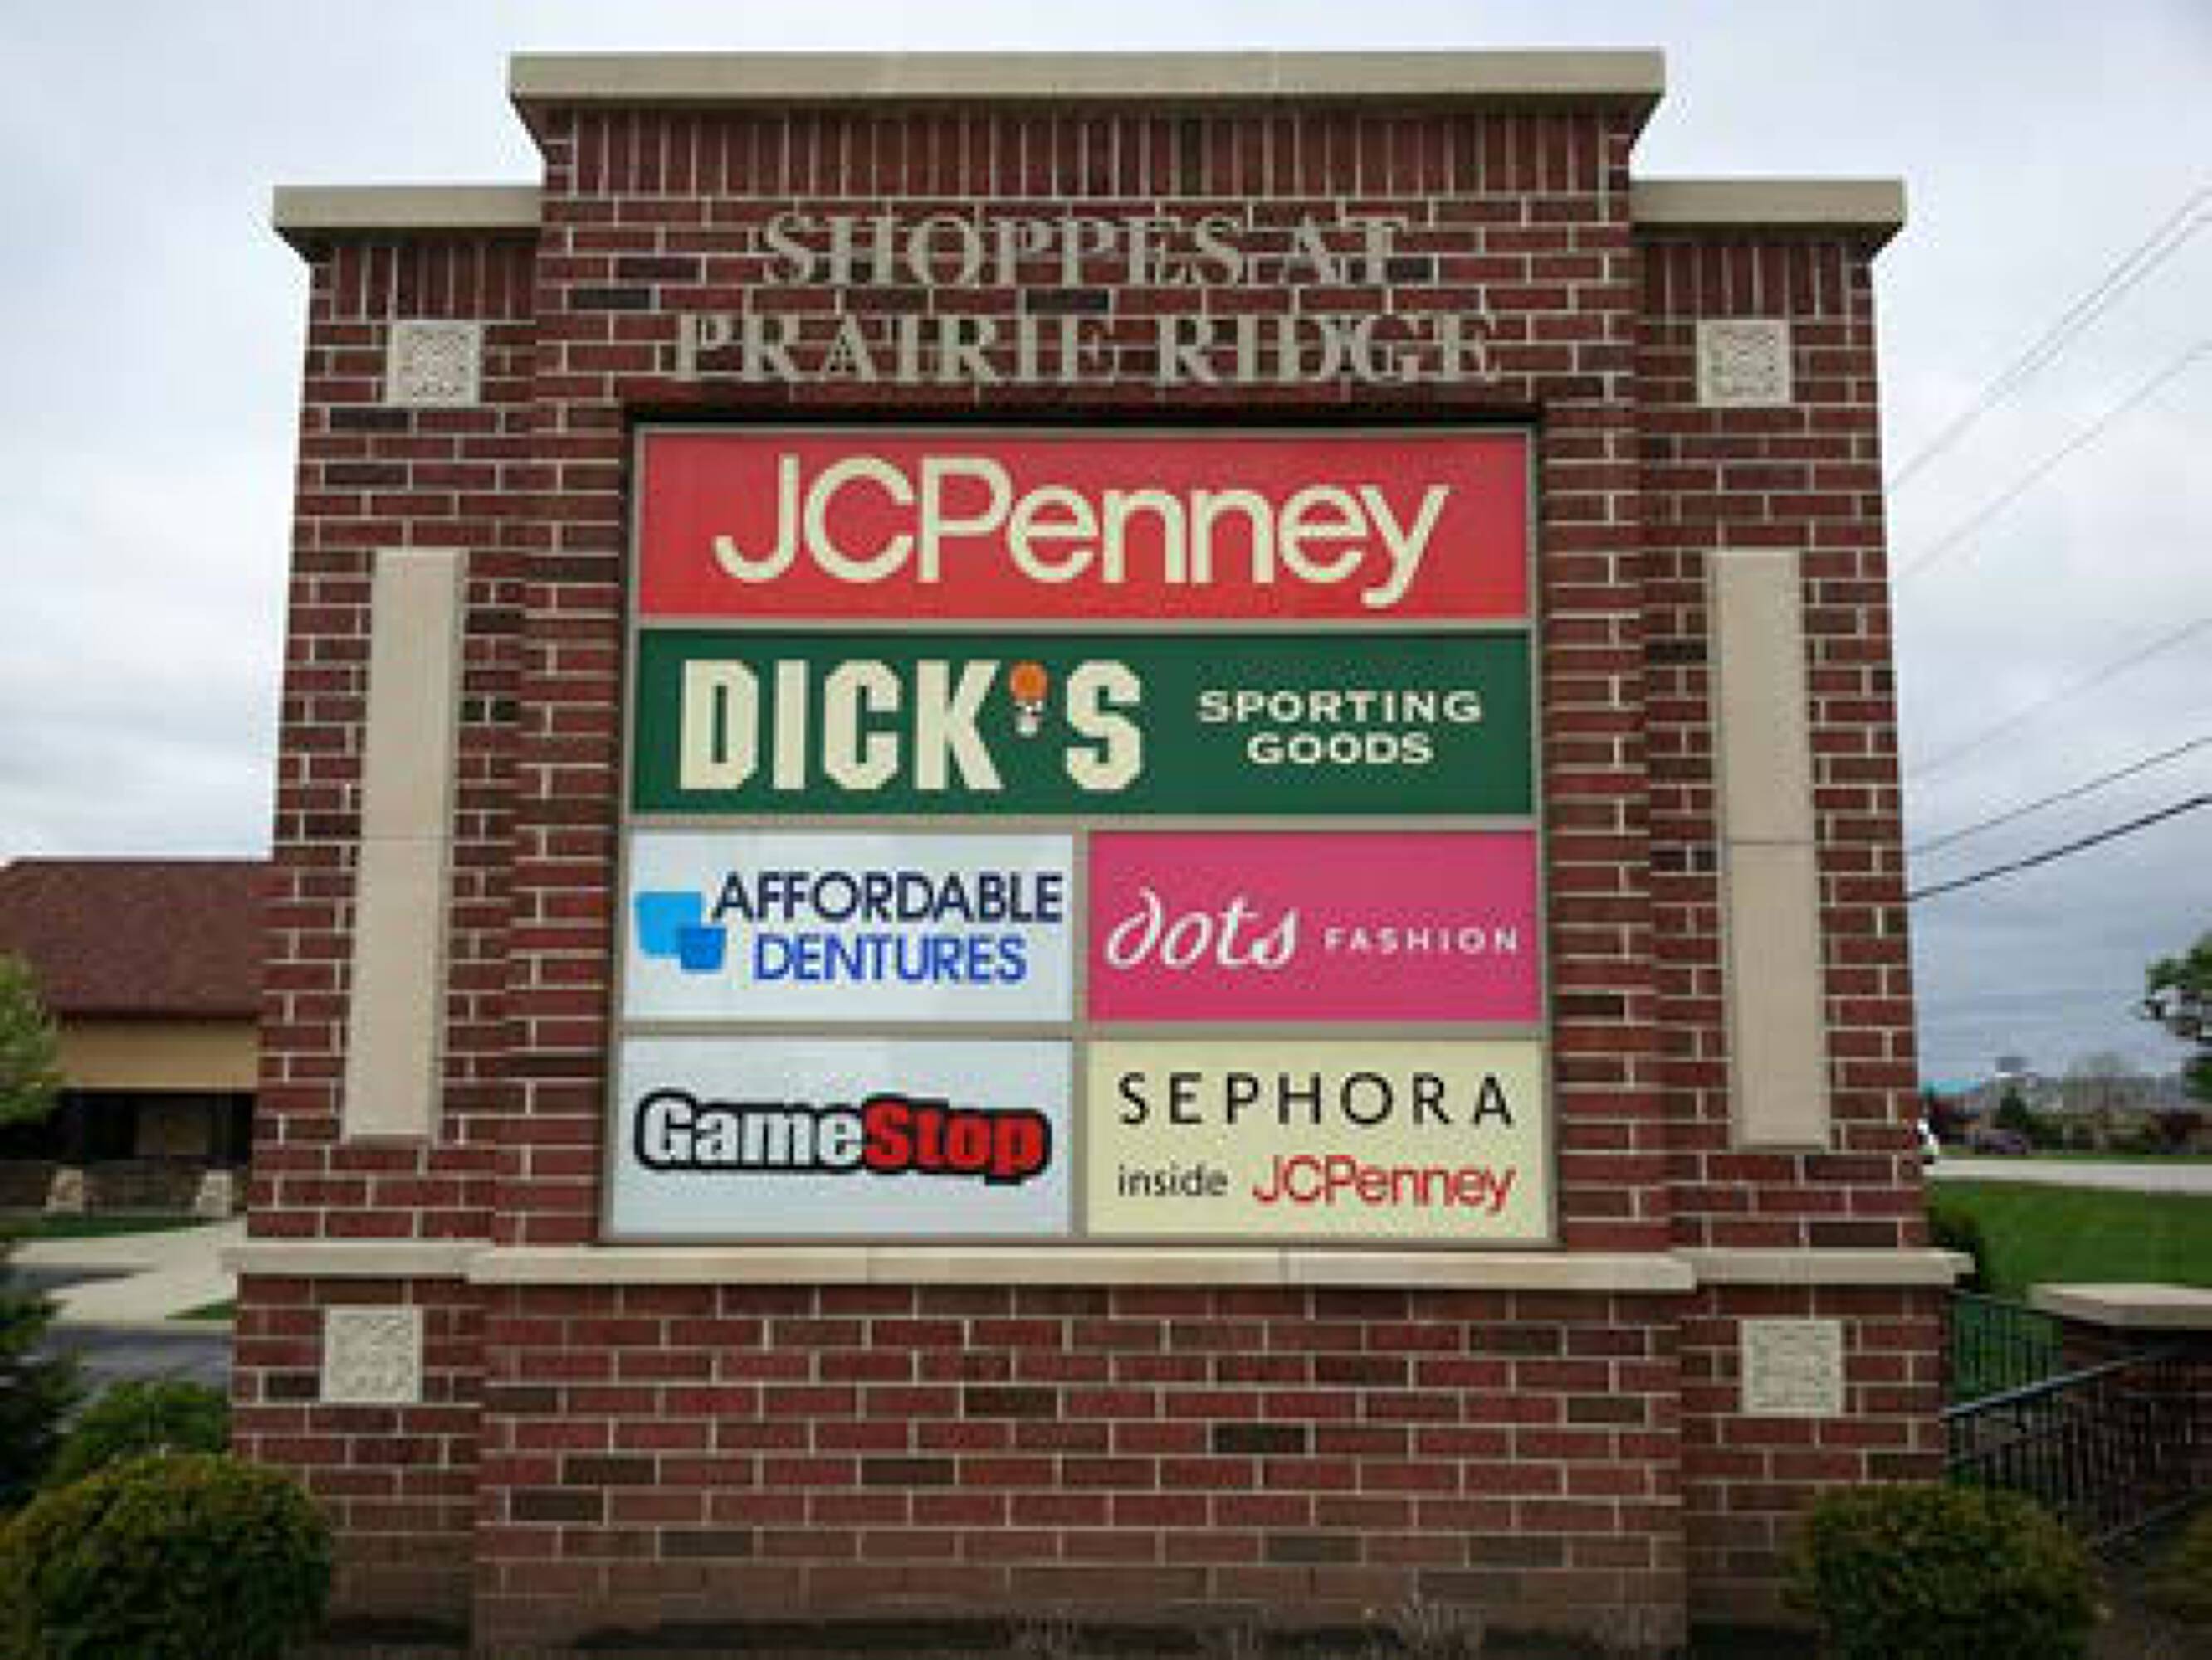 SHOPPES AT
PRAIRIE RIDGE
JCPenney
DICK'S SPORTING
GOODS
AFFORDABLE
DENTURES
dots FASHION
GameStop
SEPHORA
inside JCPenney